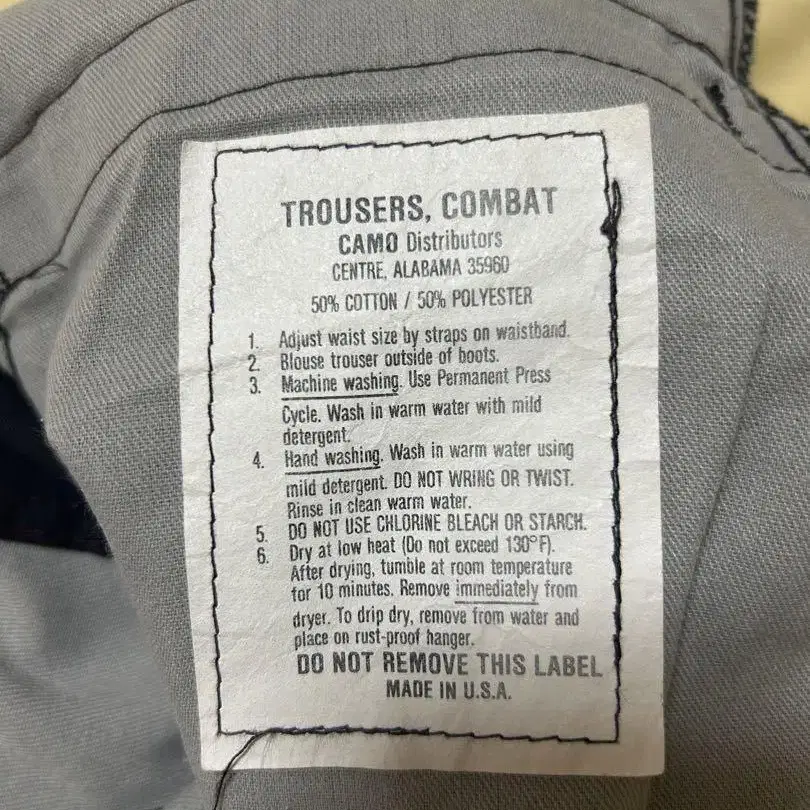 TROUSERS, COMBAT
CAMO Distributors
CENTRE, ALABAMA 35960
50% COTTON / 50% POLYESTER
1. Adjust waist size by straps on waistband.
2. Blouse trouser outside of boots.
3. Machine washing. Use Permanent Press
Cycle. Wash in warm water with mild
detergent.
4. Hand washing. Wash in warm water using
mild detergent. DO NOT WRING OR TWIST.
Rinse in clean warm water.
5. DO NOT USE CHLORINE BLEACH OR STARCH.
6. Dry at low heat (Do not exceed 130°F).
After drying, tumble at room temperature
for 10 minutes. Remove immediately from
dryer. To drip dry, remove from water and
place on rust-proof hanger.
DO NOT REMOVE THIS LABEL
MADE IN U.S.A.